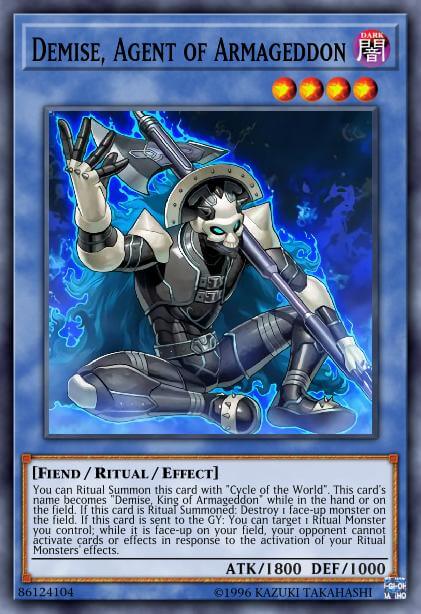 Demise, Agent of Armageddon
DARK
闇
[Fiend / Ritual / Effect]
You can Ritual Summon this card with "Cycle of the World". This card's
name becomes "Demise, King of Armageddon" while in the hand or on
the field. If this card is Ritual Summoned: Destroy 1 face-up monster
on the field. If this card is sent to the GY: You can target 1 Ritual Monster
you control; while it is face-up on your field, your opponent cannot
activate cards or effects in response to the activation of your Ritual
Monsters' effects.
ATK/1800 DEF/1000
86124104
©1996 KAZUKI TAKAHASHI